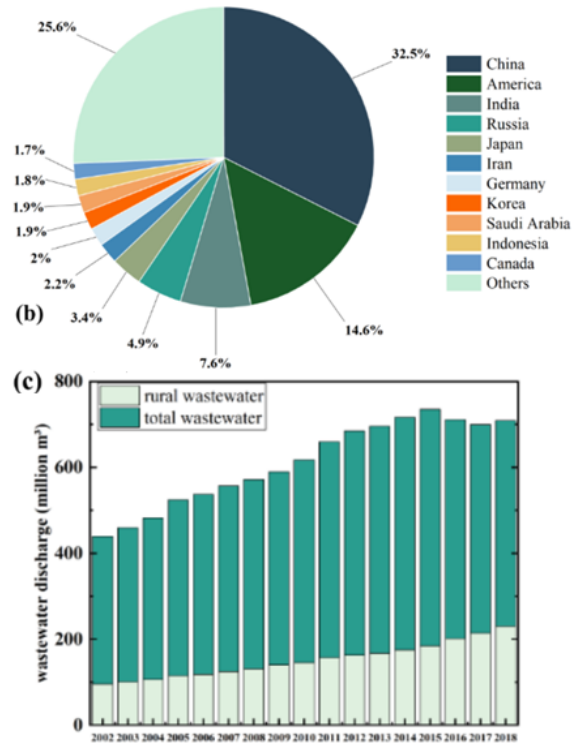 25.6%
32.5%
1.7%
1.8%
1.9%
1.9%
2%
2.2%
3.4%
4.9%
7.6%
14.6%
China
America
India
Russia
Japan
Iran
Germany
Korea
Saudi Arabia
Indonesia
Canada
Others
(b)
(c)
rural wastewater
total wastewater
wastewater discharge (million m³)
800
600
400
200
0
2002 2003 2004 2005 2006 2007 2008 2009 2010 2011 2012 2013 2014 2015 2016 2017 2018